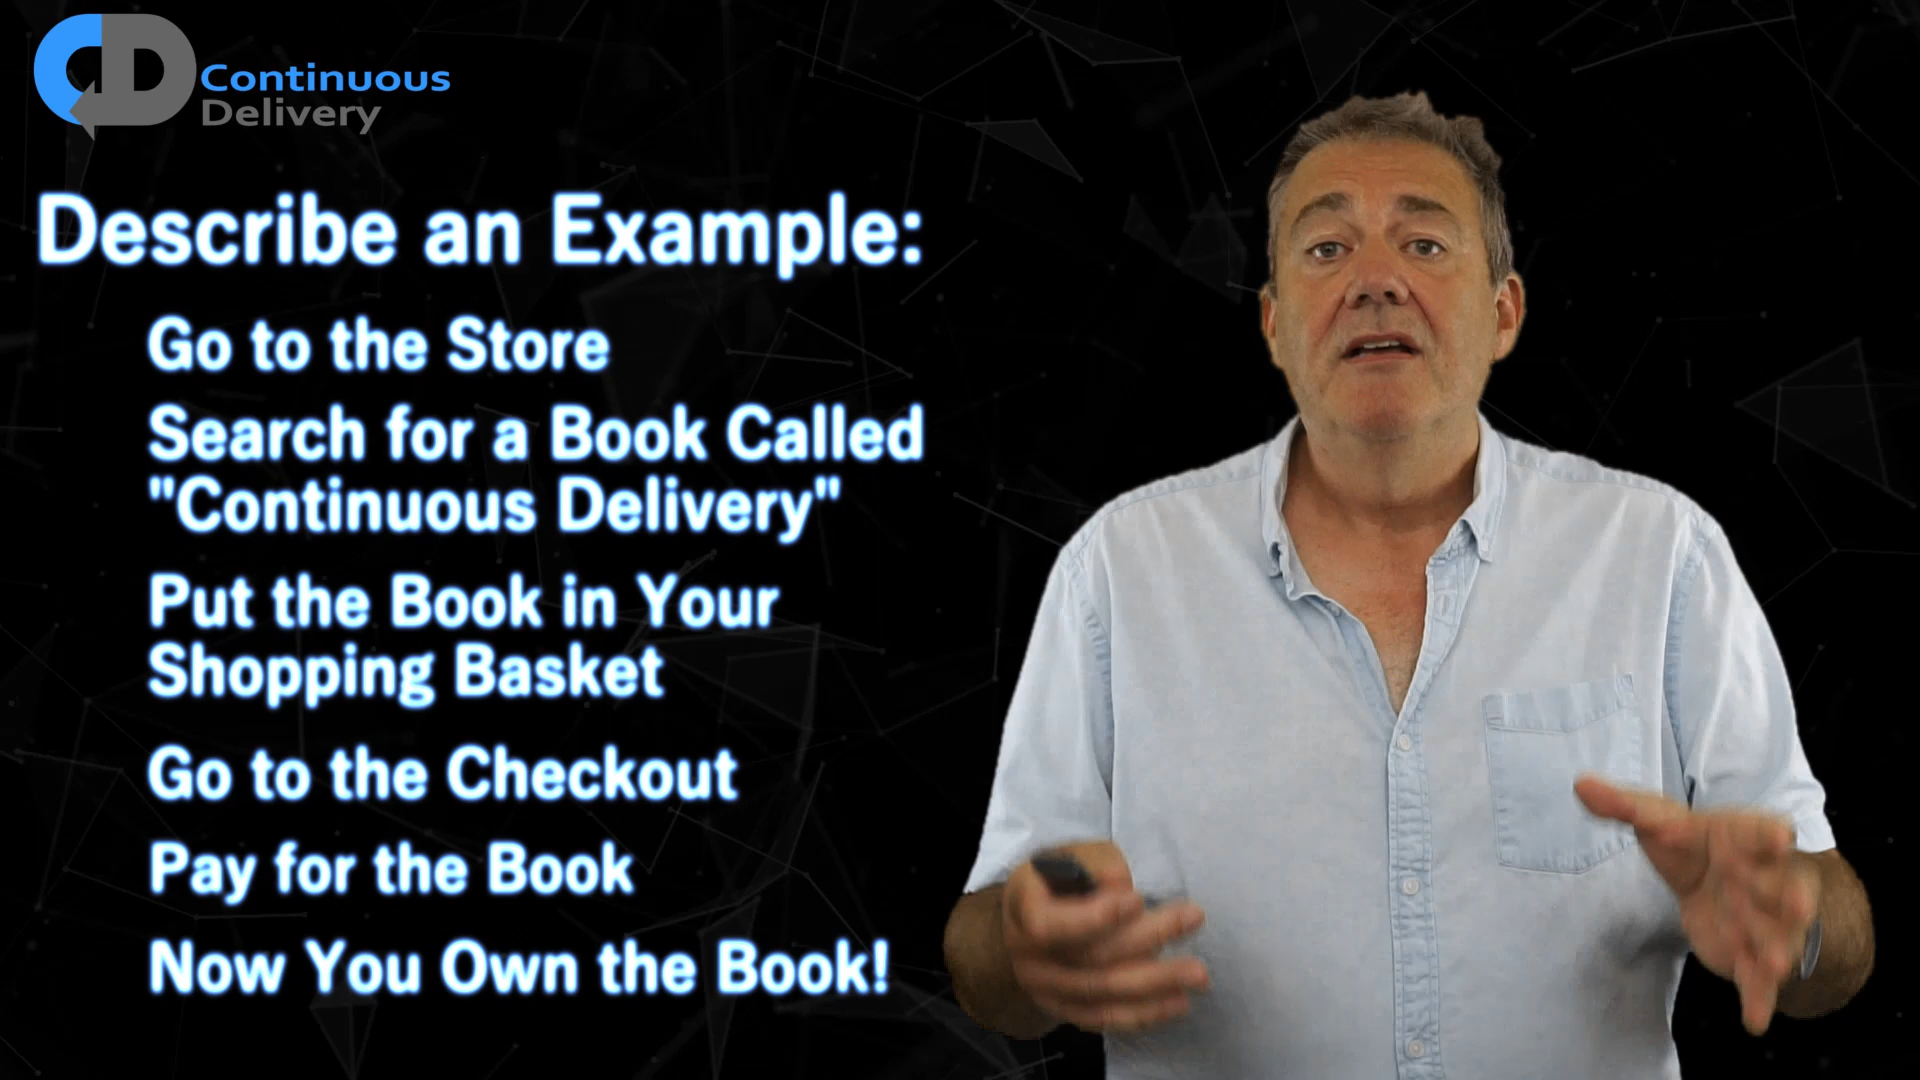 Continuous
Delivery
Describe an Example:
Go to the Store
Search for a Book Called
"Continuous Delivery"
Put the Book in Your
Shopping Basket
Go to the Checkout
Pay for the Book
Now You Own the Book!